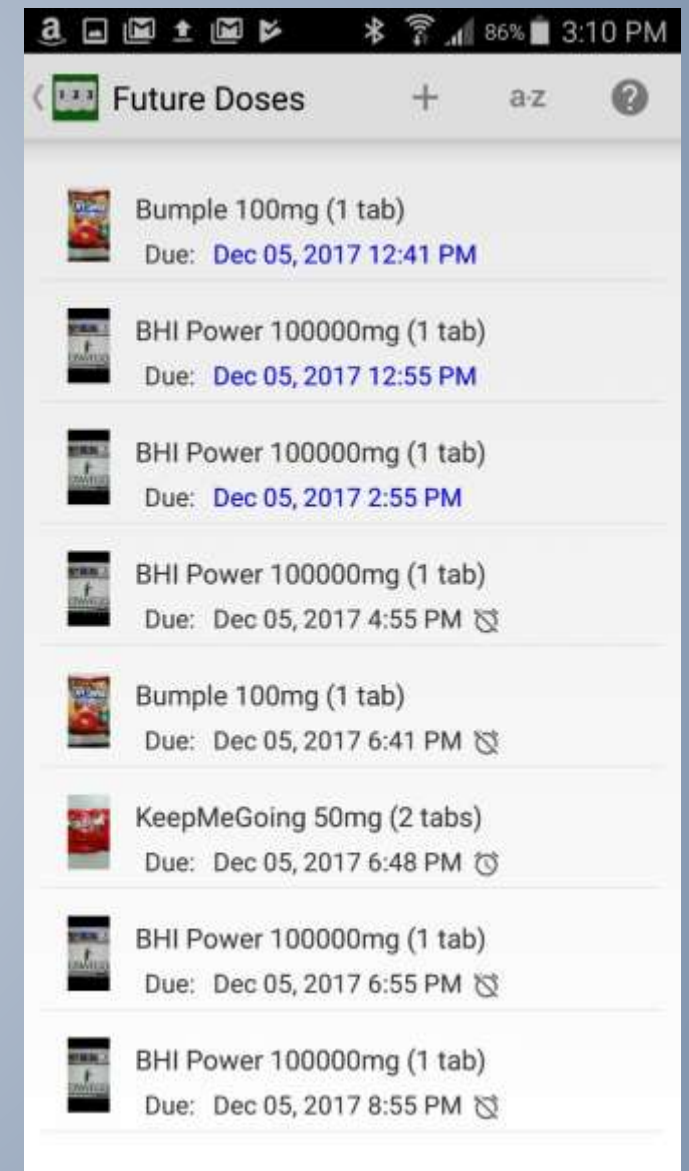 86% 3:10 PM
1 2 3 Future Doses + a-z ?
Bumple 100mg (1 tab)
Due: Dec 05, 2017 12:41 PM
BHI Power 100000mg (1 tab)
Due: Dec 05, 2017 12:55 PM
BHI Power 100000mg (1 tab)
Due: Dec 05, 2017 2:55 PM
BHI Power 100000mg (1 tab)
Due: Dec 05, 2017 4:55 PM
Bumple 100mg (1 tab)
Due: Dec 05, 2017 6:41 PM
KeepMeGoing 50mg (2 tabs)
Due: Dec 05, 2017 6:48 PM
BHI Power 100000mg (1 tab)
Due: Dec 05, 2017 6:55 PM
BHI Power 100000mg (1 tab)
Due: Dec 05, 2017 8:55 PM